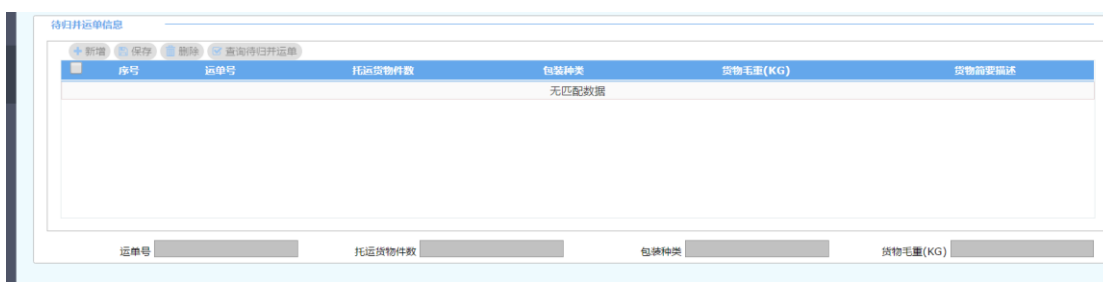 待归并运单信息
新增 保存 删除 查询待归并运单
序号 运单号 托运货物件数 包装种类 货物毛重(KG) 货物简要描述
无匹配数据
运单号 托运货物件数 包装种类 货物毛重(KG)